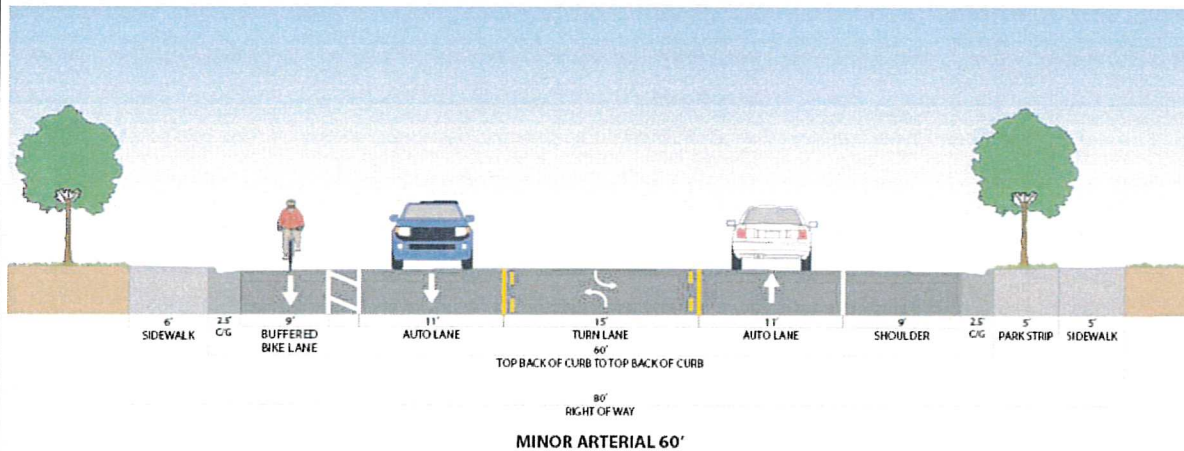 6' 2.5' 9' 11' 15' 11' 9' 2.5' 5' 5'
SIDEWALK C/G BUFFERED AUTO LANE TURN LANE AUTO LANE SHOULDER C/G PARK STRIP SIDEWALK
BIKE LANE
60'
TOP BACK OF CURB TO TOP BACK OF CURB
80'
RIGHT OF WAY
MINOR ARTERIAL 60'